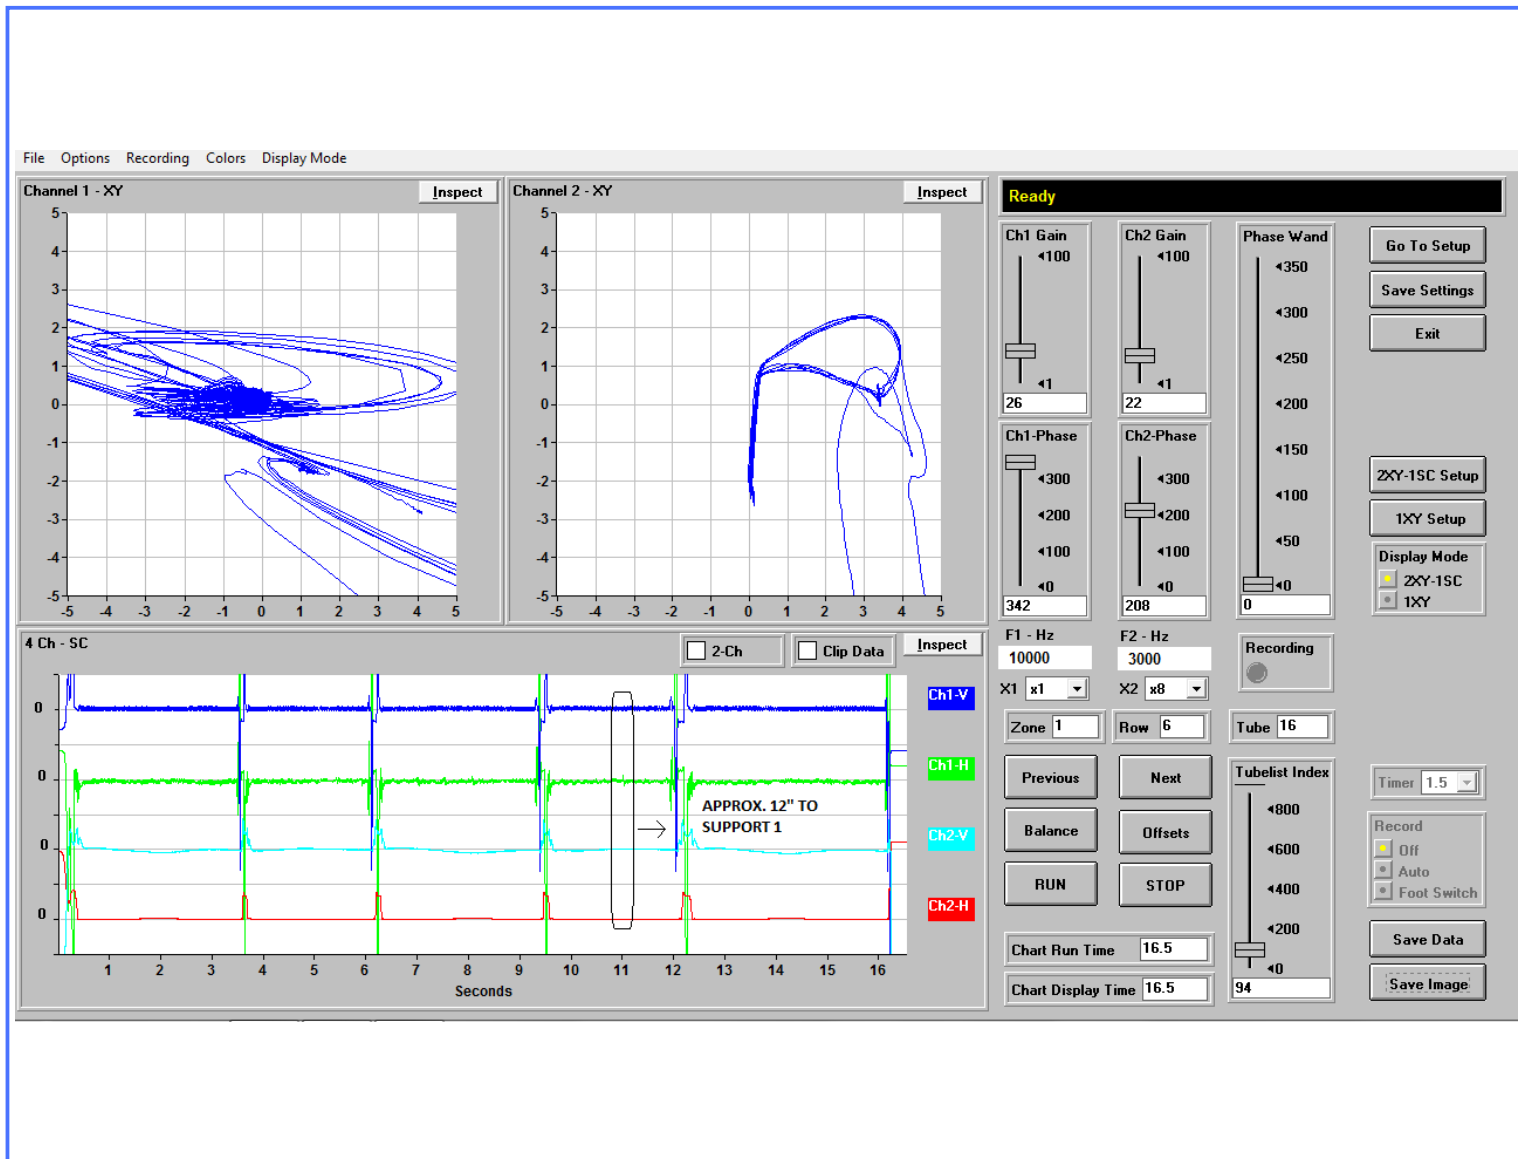 File Options Recording Colors Display Mode
Channel 1 - XY
Inspect
5
4
3
2
1
0
-1
-2
-3
-4
-5
-5 -4 -3 -2 -1 0 1 2 3 4 5
Channel 2 - XY
Inspect
5
4
3
2
1
0
-1
-2
-3
-4
-5
-5 -4 -3 -2 -1 0 1 2 3 4 5
4 Ch - SC
2-Ch
Clip Data
Inspect
0
0
0
0
Ch1-V
Ch1-H
Ch2-V
Ch2-H
APPROX. 12" TO
SUPPORT 1
1 2 3 4 5 6 7 8 9 10 11 12 13 14 15 16
Seconds
Ready
Ch1 Gain
100
1
26
Ch2 Gain
100
1
22
Phase Wand
350
300
250
200
150
100
50
0
0
Ch1-Phase
300
200
100
0
342
Ch2-Phase
300
200
100
0
208
Go To Setup
Save Settings
Exit
2XY-1SC Setup
1XY Setup
Display Mode
2XY-1SC
1XY
F1 - Hz
10000
F2 - Hz
3000
Recording
X1 x1
X2 x8
Zone 1
Row 6
Tube 16
Previous
Next
Balance
Offsets
RUN
STOP
Tubelist Index
800
600
400
200
0
94
Timer 1.5
Record
Off
Auto
Foot Switch
Chart Run Time 16.5
Chart Display Time 16.5
Save Data
Save Image